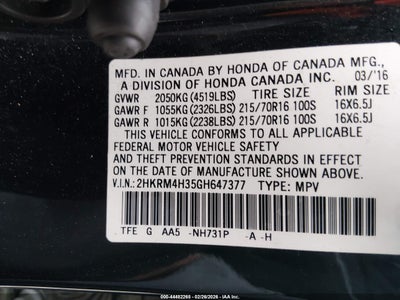 MFD. IN CANADA BY HONDA OF CANADA MFG.,
A DIVISION OF HONDA CANADA INC. 03/'16
GVWR 2050KG (4519LBS) TIRE SIZE RIM SIZE
GAWR F 1055KG (2326LBS) 215/70R16 100S 16X6.5J
GAWR R 1015KG (2238LBS) 215/70R16 100S 16X6.5J
THIS VEHICLE CONFORMS TO ALL APPLICABLE
FEDERAL MOTOR VEHICLE SAFETY
AND THEFT PREVENTION STANDARDS IN EFFECT
ON THE DATE OF MANUFACTURE SHOWN ABOVE.
V.I.N: 2HKRM4H35GH647377 TYPE: MPV
TFE G AA5 -NH731P -A -H
000-44482265 - 02/26/2026 - IAA Inc.